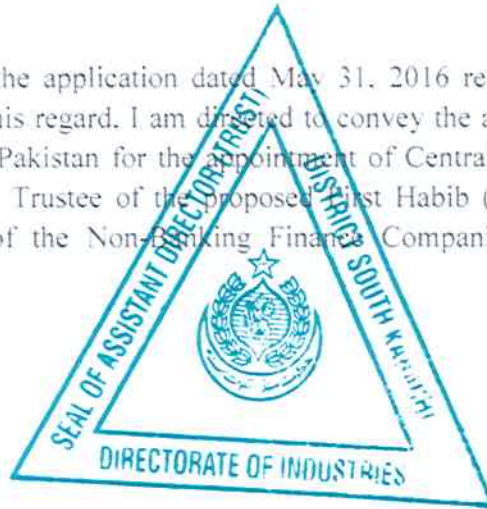 he application dated May 31, 2016 re
his regard, I am directed to convey the a
Pakistan for the appointment of Centra
Trustee of the proposed First Habib (
of the Non-Banking Finance Compani
SEAL OF ASSISTANT DIRECTOR (TRUST)
DISTRICT SOUTH KARACHI
DIRECTORATE OF INDUSTRIES